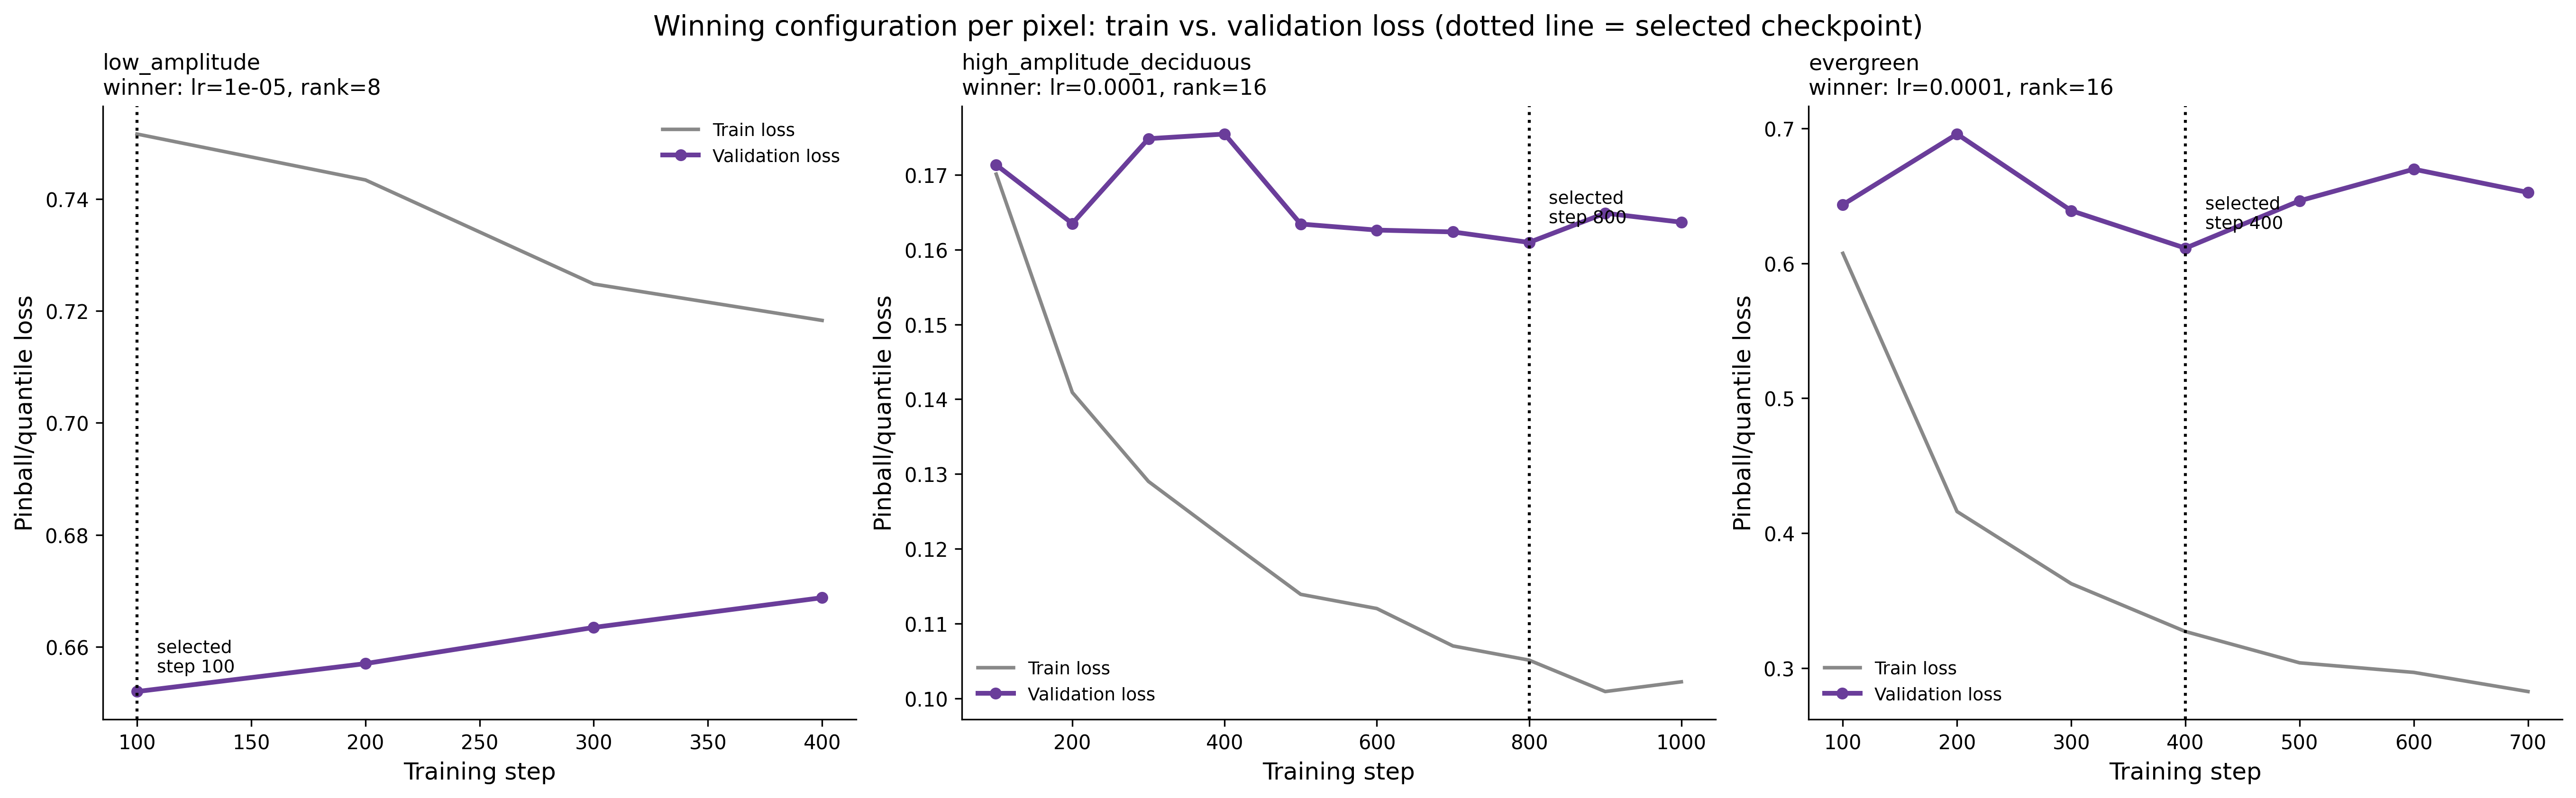 Winning configuration per pixel: train vs. validation loss (dotted line = selected checkpoint)
low_amplitude
winner: lr=1e-05, rank=8
Pinball/quantile loss
0.74
0.72
0.70
0.68
0.66
Train loss
Validation loss
selected
step 100
100
150
200
250
300
350
400
Training step
high_amplitude_deciduous
winner: lr=0.0001, rank=16
Pinball/quantile loss
0.17
0.16
0.15
0.14
0.13
0.12
0.11
0.10
selected
step 800
Train loss
Validation loss
200
400
600
800
1000
Training step
evergreen
winner: lr=0.0001, rank=16
Pinball/quantile loss
0.7
0.6
0.5
0.4
0.3
selected
step 400
Train loss
Validation loss
100
200
300
400
500
600
700
Training step